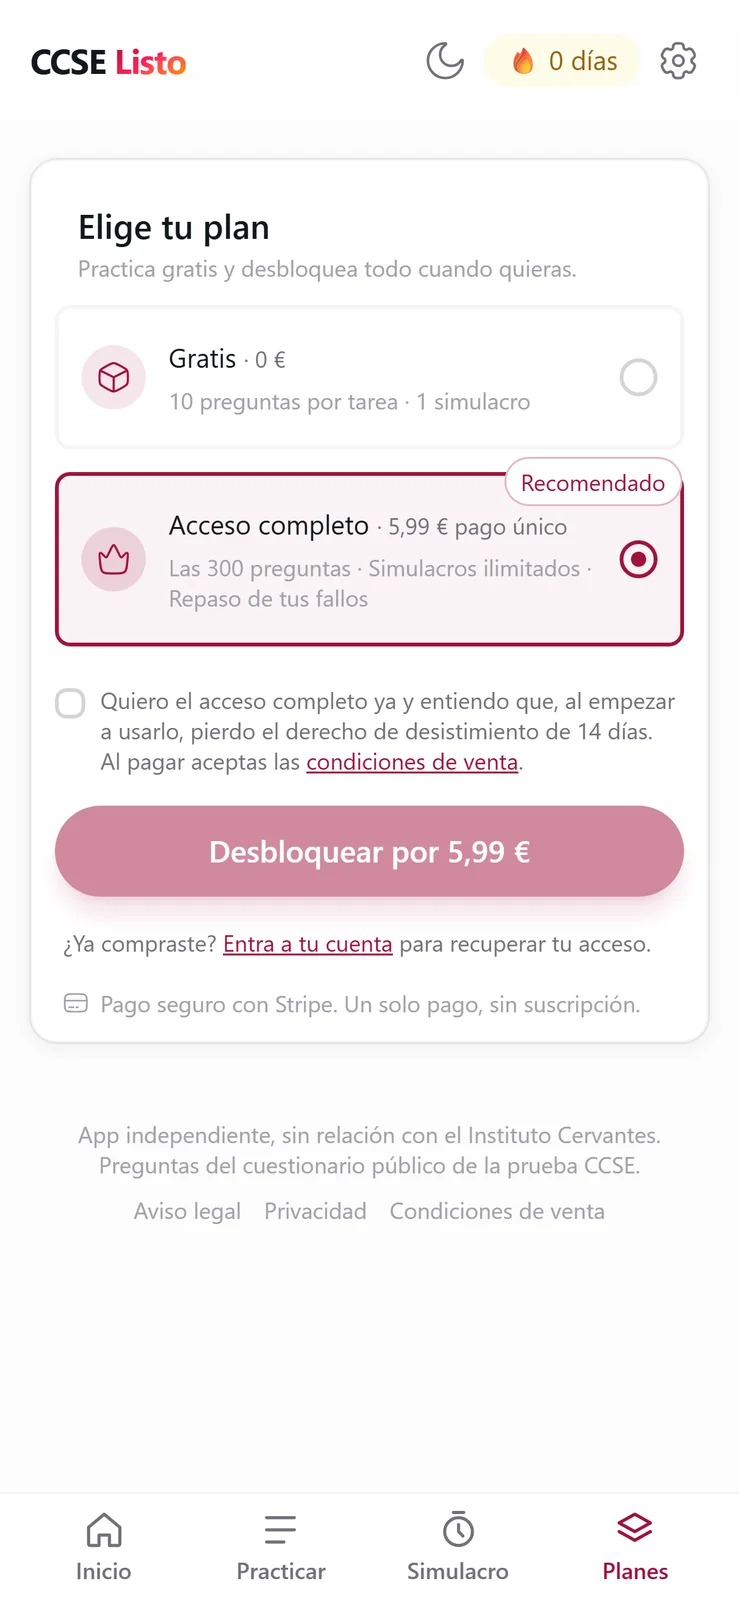 CCSE Listo
0 días
Elige tu plan
Practica gratis y desbloquea todo cuando quieras.
Gratis · 0 €
10 preguntas por tarea · 1 simulacro
Recomendado
Acceso completo · 5,99 € pago único
Las 300 preguntas · Simulacros ilimitados ·
Repaso de tus fallos
Quiero el acceso completo ya y entiendo que, al empezar
a usarlo, pierdo el derecho de desistimiento de 14 días.
Al pagar aceptas las condiciones de venta.
Desbloquear por 5,99 €
¿Ya compraste? Entra a tu cuenta para recuperar tu acceso.
Pago seguro con Stripe. Un solo pago, sin suscripción.
App independiente, sin relación con el Instituto Cervantes.
Preguntas del cuestionario público de la prueba CCSE.
Aviso legal Privacidad Condiciones de venta
Inicio Practicar Simulacro Planes